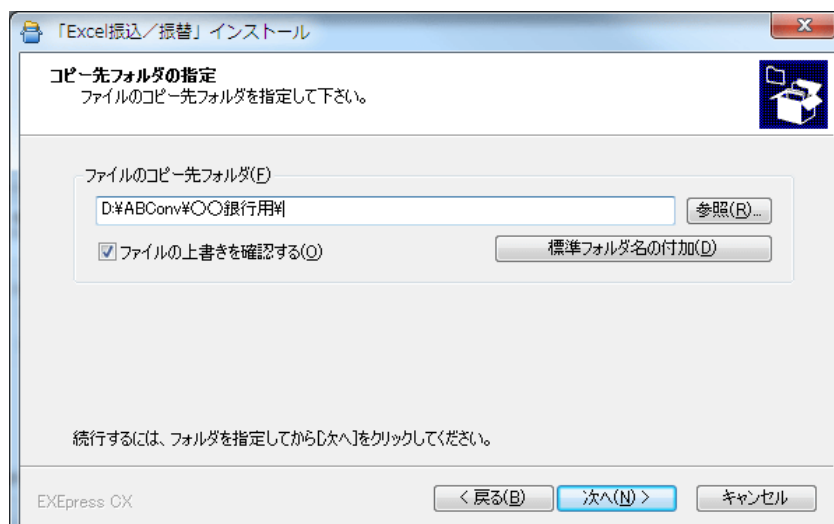 「Excel振込／振替」インストール
コピー先フォルダの指定
ファイルのコピー先フォルダを指定して下さい。
ファイルのコピー先フォルダ(F)
D:¥ABConv¥〇〇銀行用¥
参照(R)...
ファイルの上書きを確認する(O)
標準フォルダ名の付加(D)
続行するには、フォルダを指定してから[次へ]をクリックしてください。
EXEpress CX
< 戻る(B)
次へ(N) >
キャンセル